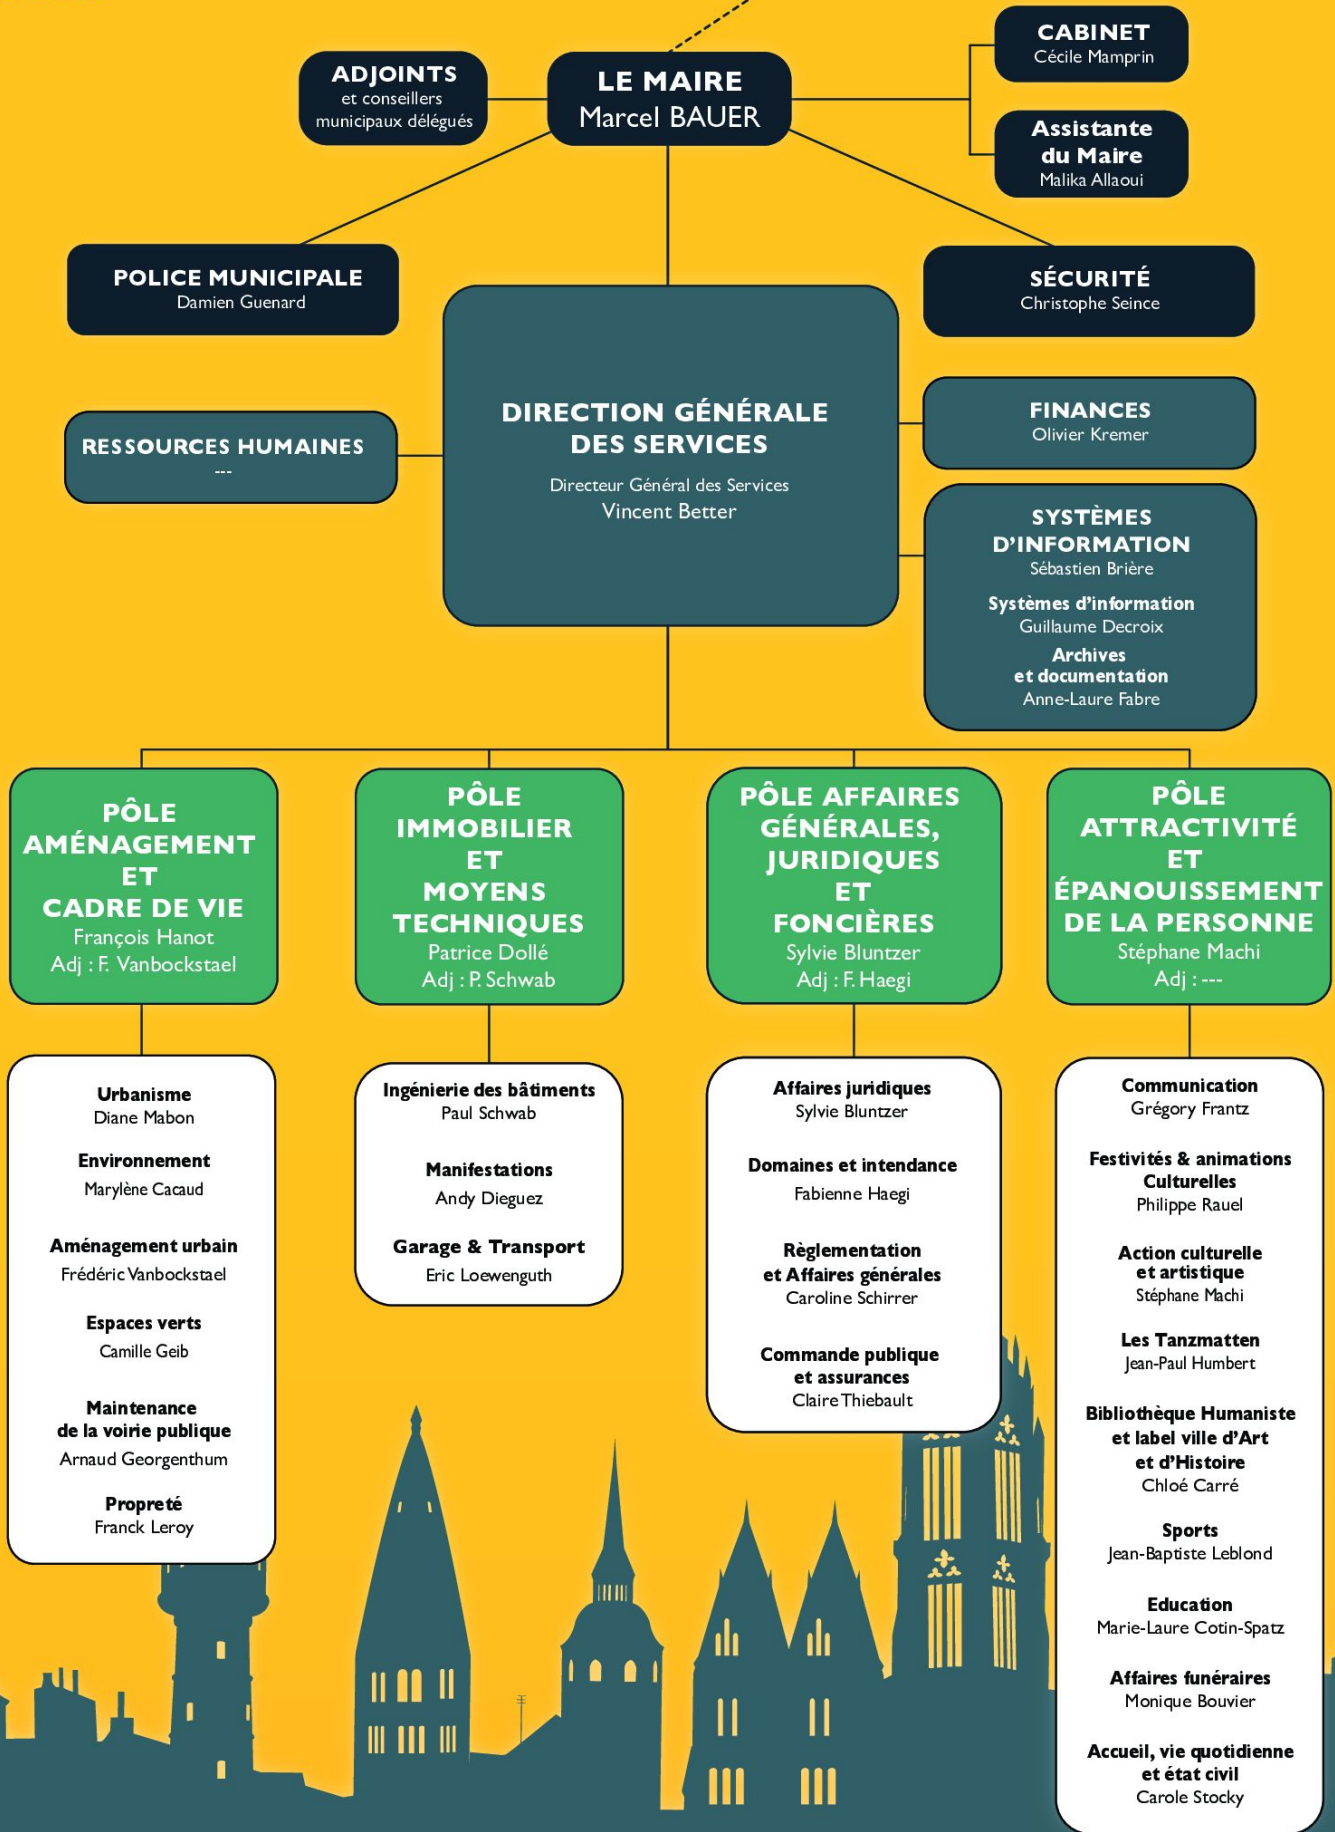 ADJOINTS
et conseillers
municipaux délégués
LE MAIRE
Marcel BAUER
CABINET
Cécile Mamprin
Assistante
du Maire
Malika Allaoui
POLICE MUNICIPALE
Damien Guenard
SÉCURITÉ
Christophe Seince
RESSOURCES HUMAINES
---
DIRECTION GÉNÉRALE
DES SERVICES
Directeur Général des Services
Vincent Better
FINANCES
Olivier Kremer
SYSTÈMES
D'INFORMATION
Sébastien Brière
Systèmes d'information
Guillaume Decroix
Archives
et documentation
Anne-Laure Fabre
PÔLE
AMÉNAGEMENT
ET
CADRE DE VIE
François Hanot
Adj : F. Vanbockstael
PÔLE
IMMOBILIER
ET
MOYENS
TECHNIQUES
Patrice Dollé
Adj : P. Schwab
PÔLE AFFAIRES
GÉNÉRALES,
JURIDIQUES
ET
FONCIÈRES
Sylvie Bluntzer
Adj : F. Haegi
PÔLE
ATTRACTIVITÉ
ET
ÉPANOUISSEMENT
DE LA PERSONNE
Stéphane Machi
Adj : ---
Urbanisme
Diane Mabon
Environnement
Marylène Cacaud
Aménagement urbain
Frédéric Vanbockstael
Espaces verts
Camille Geib
Maintenance
de la voirie publique
Arnaud Georgenthum
Propreté
Franck Leroy
Ingénierie des bâtiments
Paul Schwab
Manifestations
Andy Dieguez
Garage & Transport
Eric Loewenguth
Affaires juridiques
Sylvie Bluntzer
Domaines et intendance
Fabienne Haegi
Règlementation
et Affaires générales
Caroline Schirrer
Commande publique
et assurances
Claire Thiebault
Communication
Grégory Frantz
Festivités & animations
Culturelles
Philippe Rauel
Action culturelle
et artistique
Stéphane Machi
Les Tanzmatten
Jean-Paul Humbert
Bibliothèque Humaniste
et label ville d'Art
et d'Histoire
Chloé Carré
Sports
Jean-Baptiste Leblond
Education
Marie-Laure Cotin-Spatz
Affaires funéraires
Monique Bouvier
Accueil, vie quotidienne
et état civil
Carole Stocky